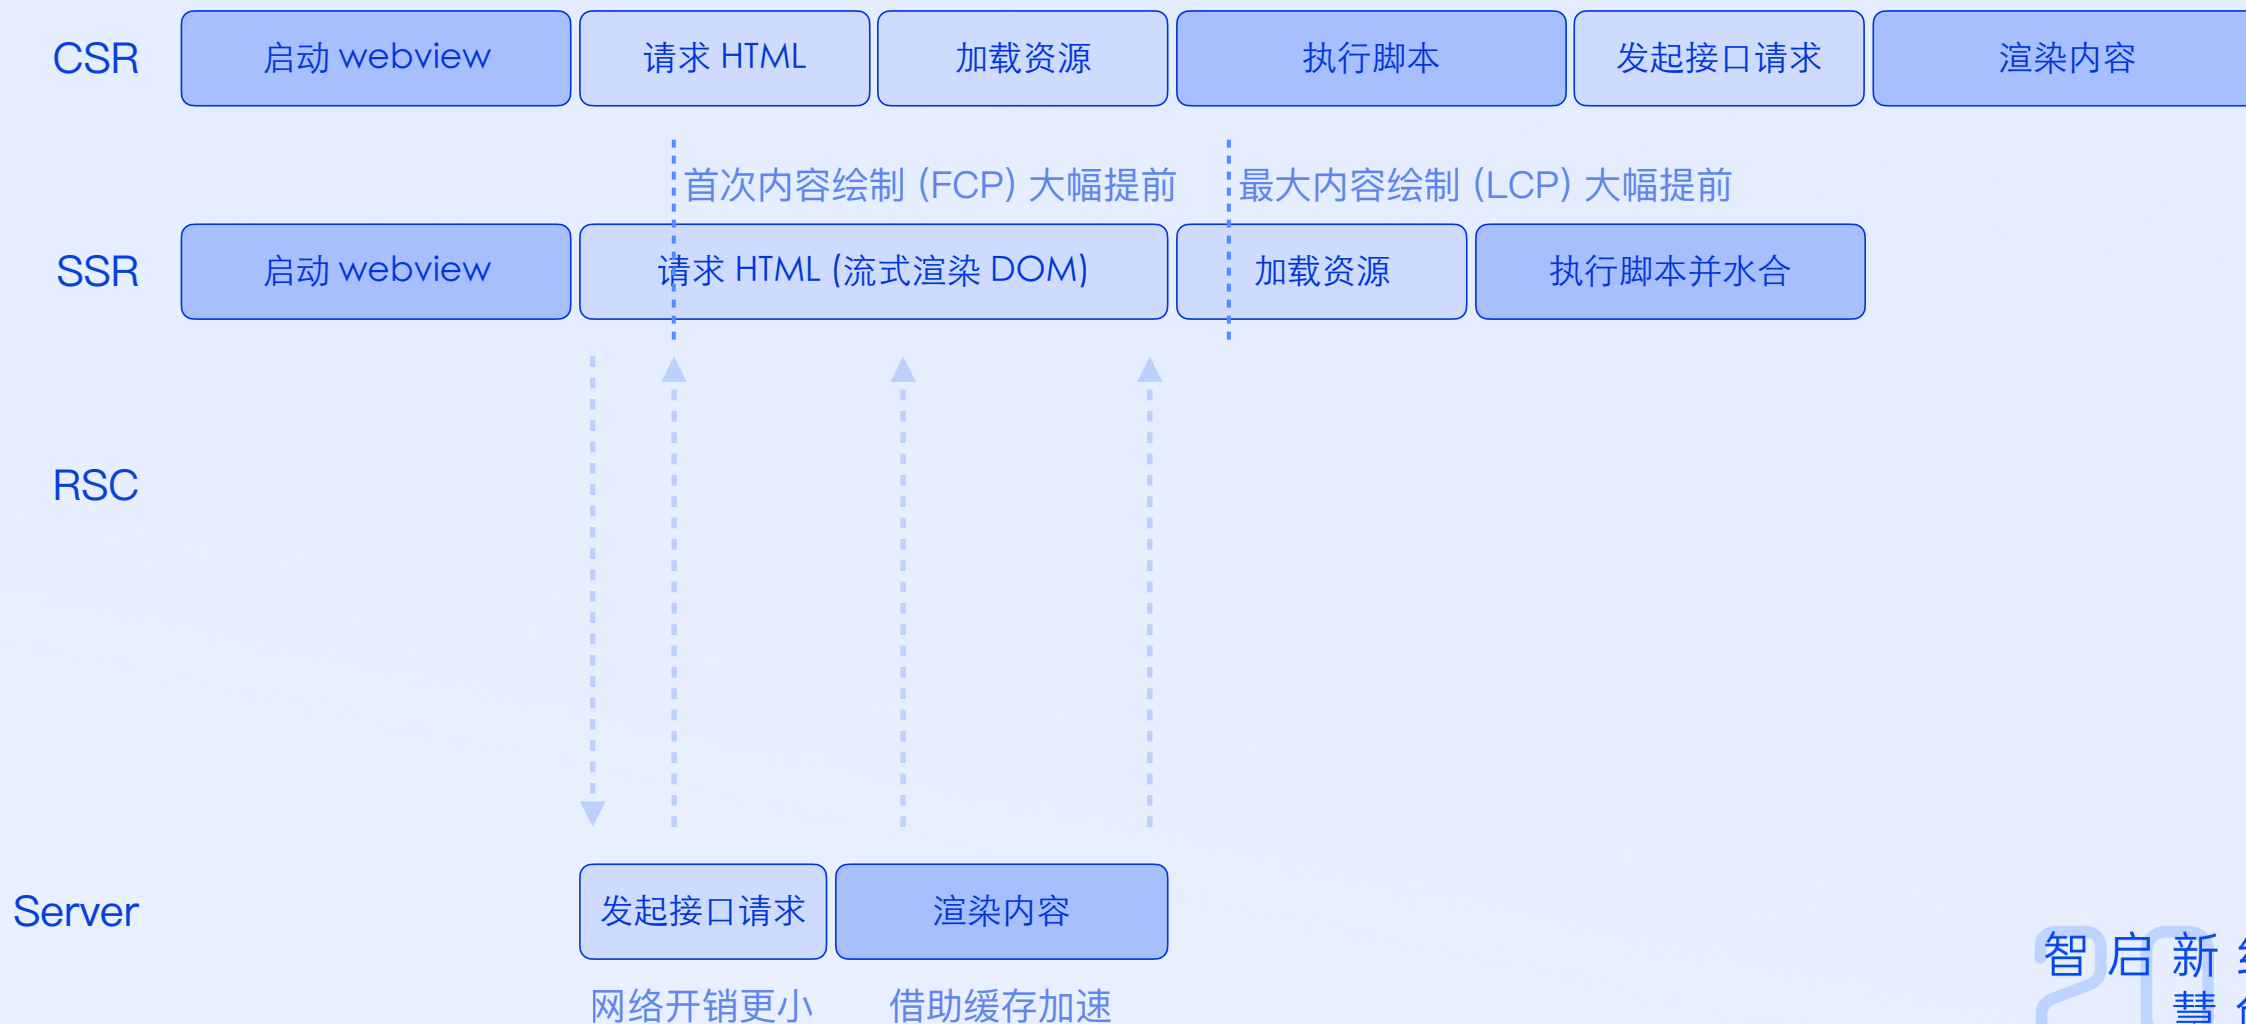 CSR 启动 webview 请求 HTML 加载资源 执行脚本 发起接口请求 渲染内容
首次内容绘制 (FCP) 大幅提前 最大内容绘制 (LCP) 大幅提前
SSR 启动 webview 请求 HTML (流式渲染 DOM) 加载资源 执行脚本并水合
RSC
Server 发起接口请求 渲染内容
网络开销更小 借助缓存加速
20
智启新